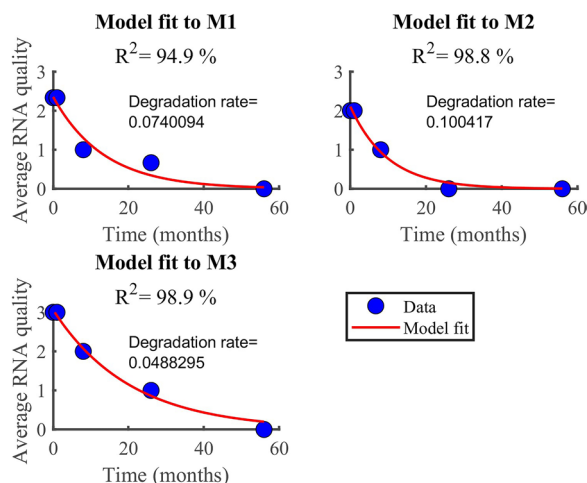 Model fit to M1
R²= 94.9 %
Average RNA quality
3
2
1
0
Degradation rate=
0.0740094
0 20 40 60
Time (months)
Model fit to M2
R²= 98.8 %
3
2
1
0
Degradation rate=
0.100417
0 20 40 60
Time (months)
Model fit to M3
R²= 98.9 %
Average RNA quality
3
2
1
0
Degradation rate=
0.0488295
0 20 40 60
Time (months)
Data
Model fit